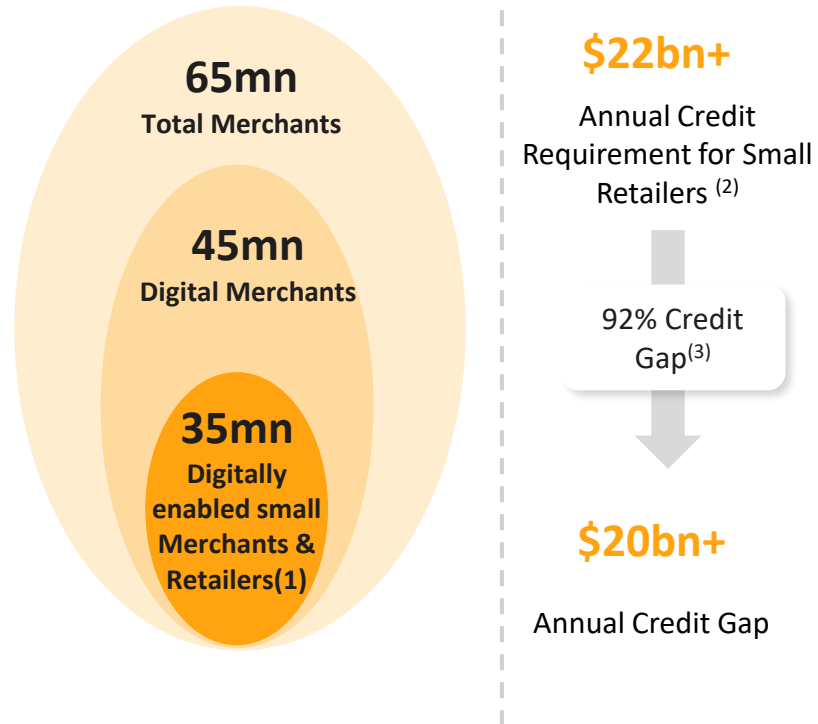 65mn
Total Merchants
45mn
Digital Merchants
35mn
Digitally
enabled small
Merchants &
Retailers(1)
$22bn+
Annual Credit
Requirement for Small
Retailers (2)
92% Credit
Gap(3)
$20bn+
Annual Credit Gap